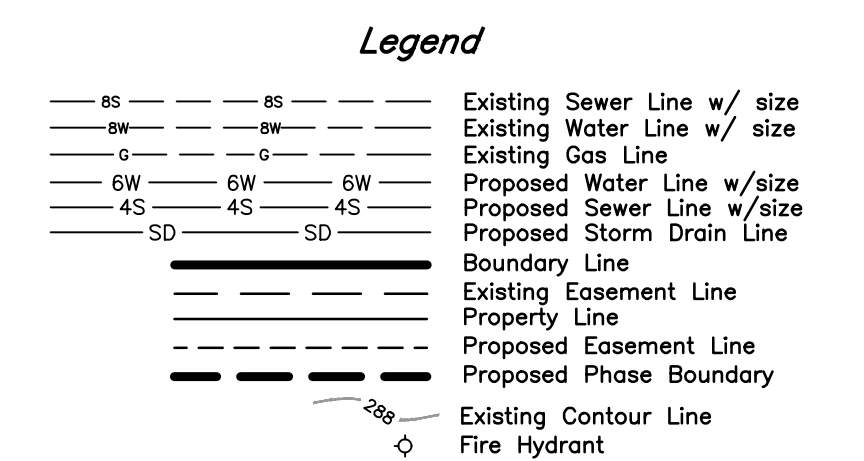 Legend
8S 8S Existing Sewer Line w/ size
8W 8W Existing Water Line w/ size
G G Existing Gas Line
6W 6W 6W Proposed Water Line w/size
4S 4S 4S Proposed Sewer Line w/size
SD SD Proposed Storm Drain Line
Boundary Line
Existing Easement Line
Property Line
Proposed Easement Line
Proposed Phase Boundary
288 Existing Contour Line
Fire Hydrant